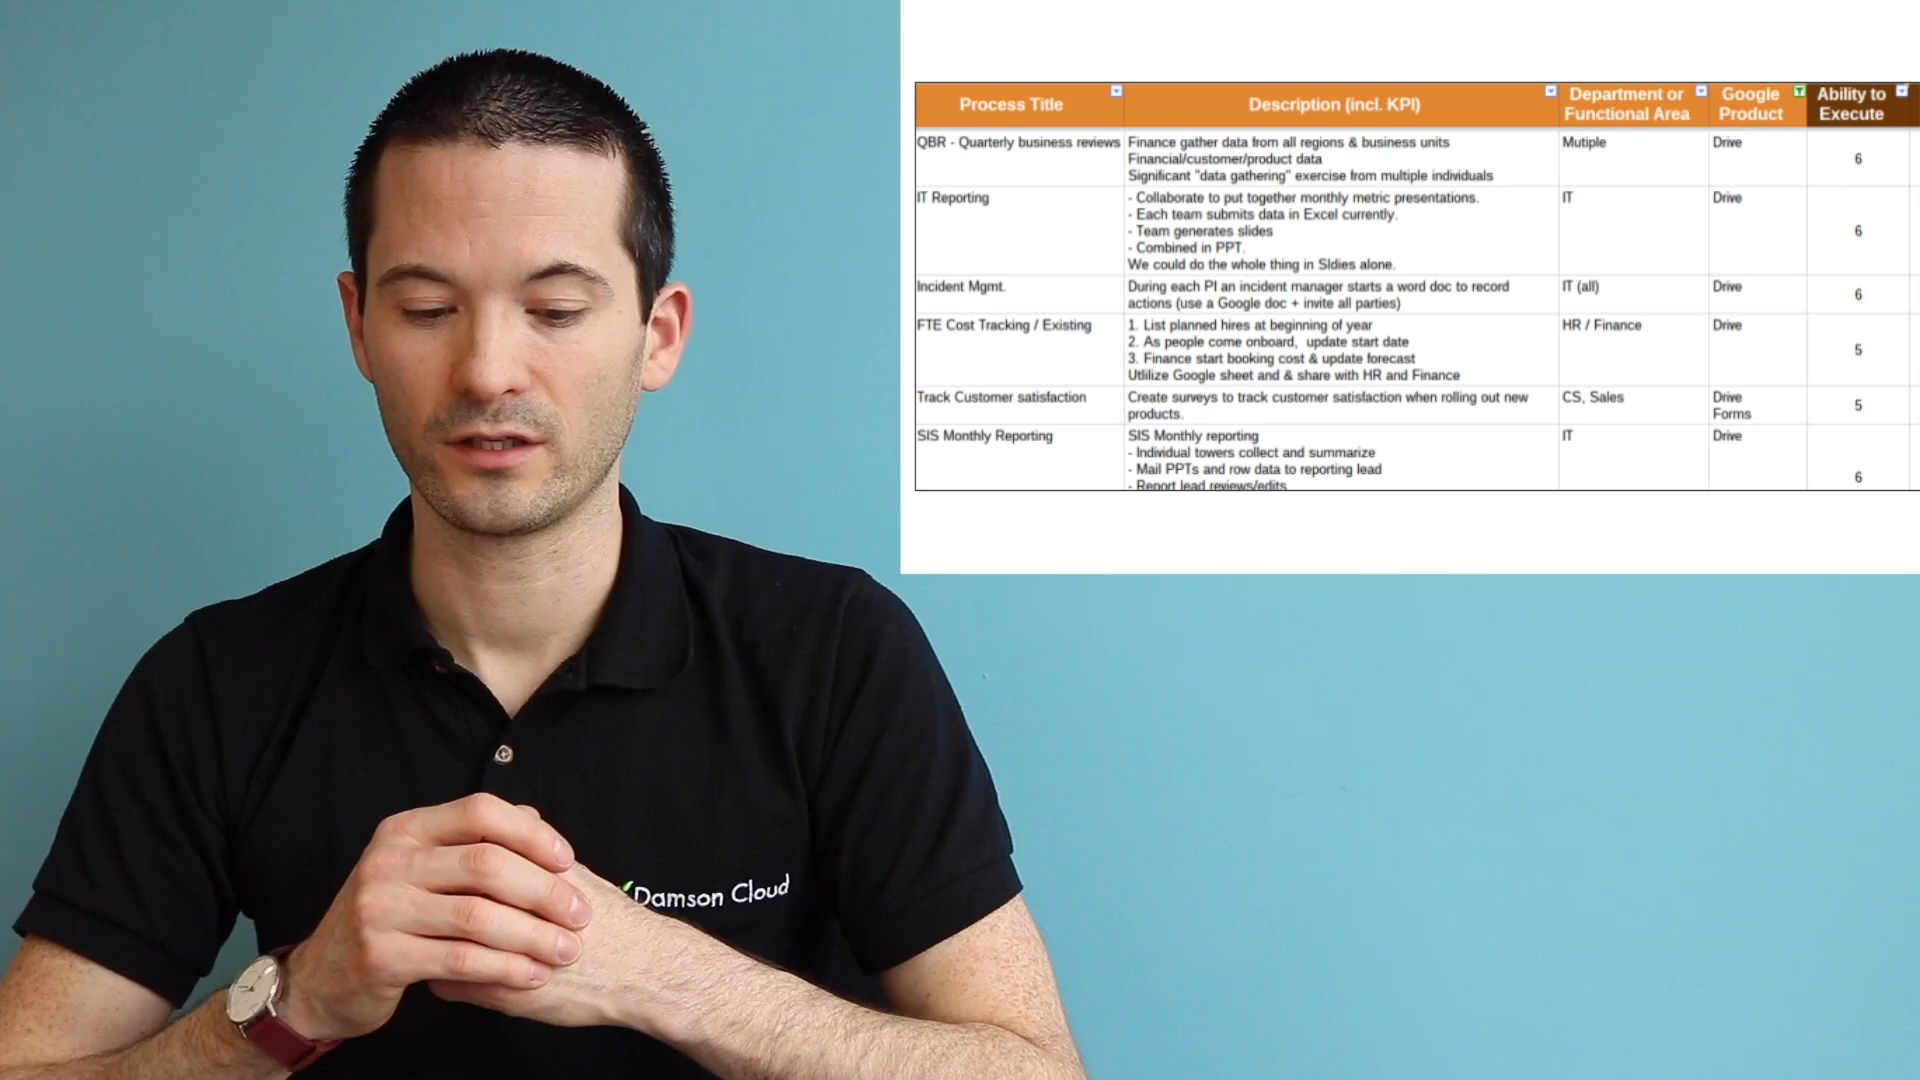 Process Title
Description (incl. KPI)
Department or
Functional Area
Google
Product
Ability to
Execute
QBR - Quarterly business reviews
Finance gather data from all regions & business units
Financial/customer/product data
Significant "data gathering" exercise from multiple individuals
Mutiple
Drive
6
IT Reporting
- Collaborate to put together monthly metric presentations.
- Each team submits data in Excel currently.
- Team generates slides
- Combined in PPT.
We could do the whole thing in Sldies alone.
IT
Drive
6
Incident Mgmt.
During each PI an incident manager starts a word doc to record
actions (use a Google doc + invite all parties)
IT (all)
Drive
6
FTE Cost Tracking / Existing
1. List planned hires at beginning of year
2. As people come onboard, update start date
3. Finance start booking cost & update forecast
Utlilize Google sheet and & share with HR and Finance
HR / Finance
Drive
5
Track Customer satisfaction
Create surveys to track customer satisfaction when rolling out new
products.
CS, Sales
Drive
Forms
5
SIS Monthly Reporting
SIS Monthly reporting
- Individual towers collect and summarize
- Mail PPTs and row data to reporting lead
- Report lead reviews/edits
IT
Drive
6
Damson Cloud